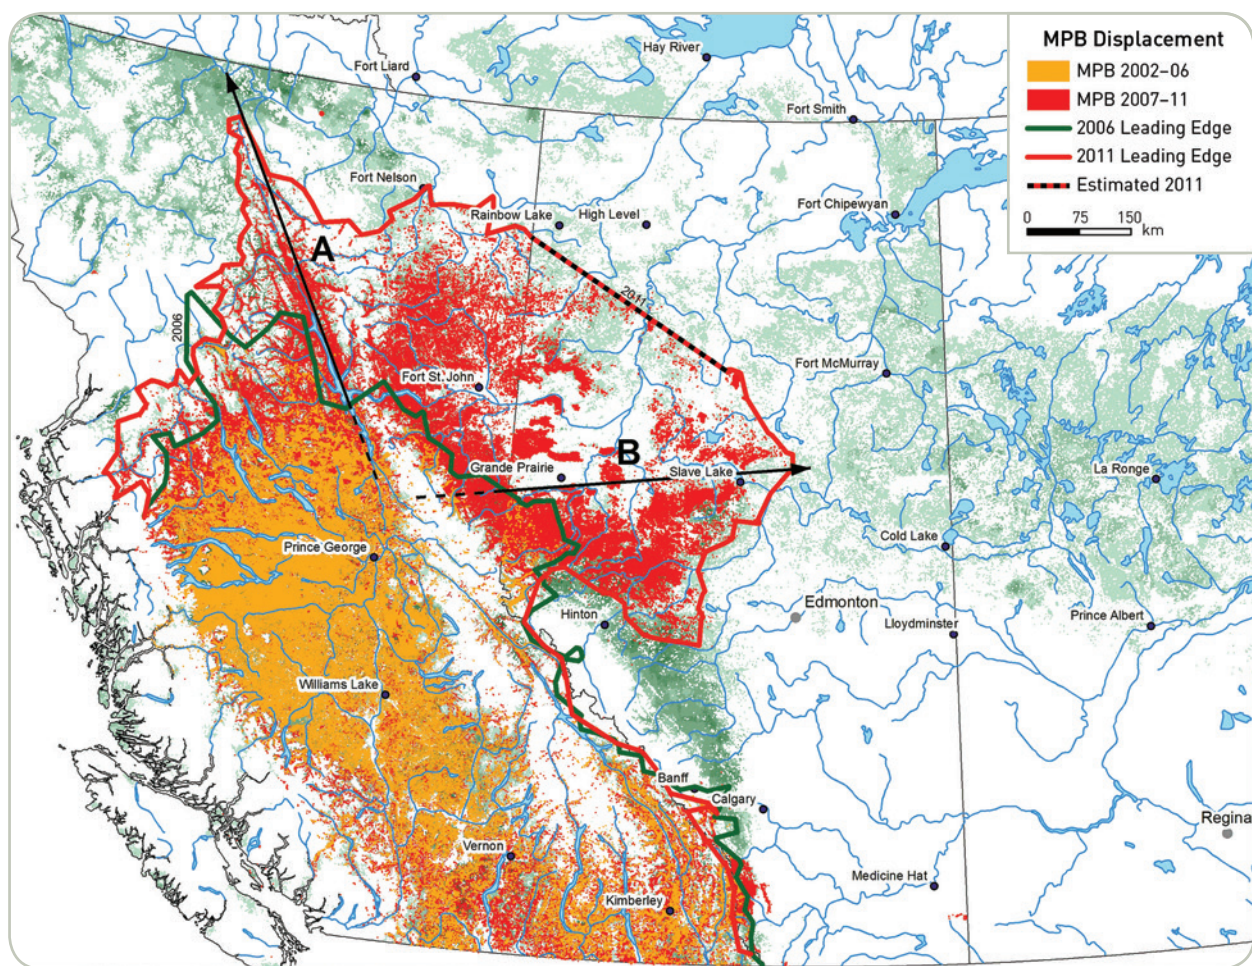 MPB Displacement
MPB 2002–06
MPB 2007–11
2006 Leading Edge
2011 Leading Edge
Estimated 2011
0 75 150
km
Hay River
Fort Liard
Fort Smith
Fort Nelson
Fort Chipewyan
Rainbow Lake
High Level
A
2011
2006
Fort McMurray
Fort St. John
B
Grande Prairie
Slave Lake
La Ronge
Cold Lake
Prince George
Hinton
Edmonton
Lloydminster
Prince Albert
Williams Lake
Banff
Calgary
Regina
Vernon
Medicine Hat
Kimberley